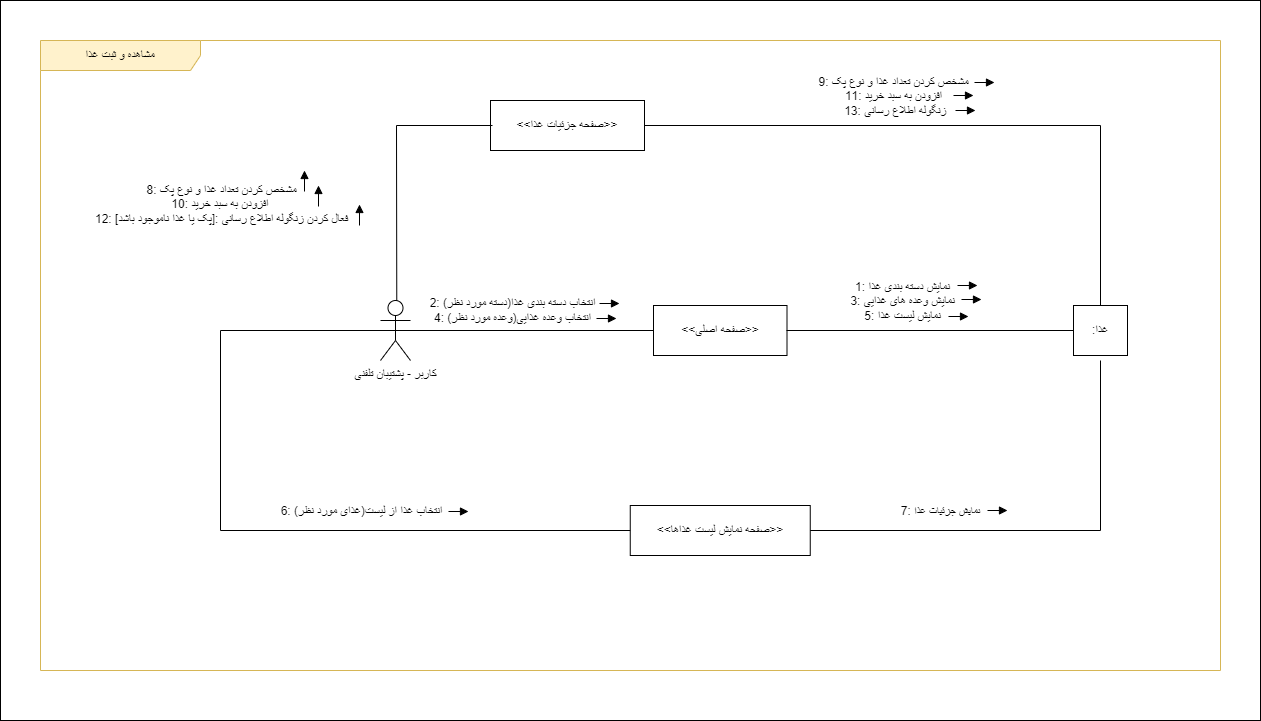 مشاهده و ثبت غذا
9: مشخص کردن تعداد غذا و نوع پک
11: افزودن به سبد خرید
13: زنگوله اطلاع رسانی
<<صفحه جزئیات غذا>>
8: مشخص کردن تعداد غذا و نوع پک
10: افزودن به سبد خرید
12: [پک یا غذا ناموجود باشد]: فعال کردن زنگوله اطلاع رسانی
1: نمایش دسته بندی غذا
3: نمایش وعده های غذایی
5: نمایش لیست غذا
2: انتخاب دسته بندی غذا(دسته مورد نظر)
4: انتخاب وعده غذایی(وعده مورد نظر)
<<صفحه اصلی>>
غذا:
کاربر - پشتیبان تلفنی
6: انتخاب غذا از لیست(غذای مورد نظر)
7: نمایش جزئیات غذا
<<صفحه نمایش لیست غذاها>>